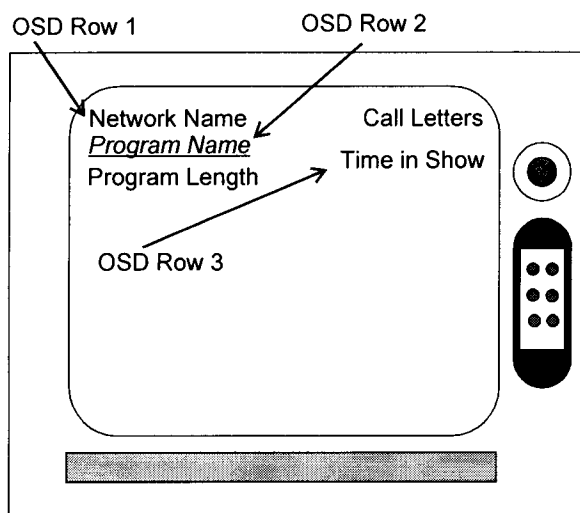 OSD Row 1
OSD Row 2
Network Name
Call Letters
Program Name
Time in Show
Program Length
OSD Row 3